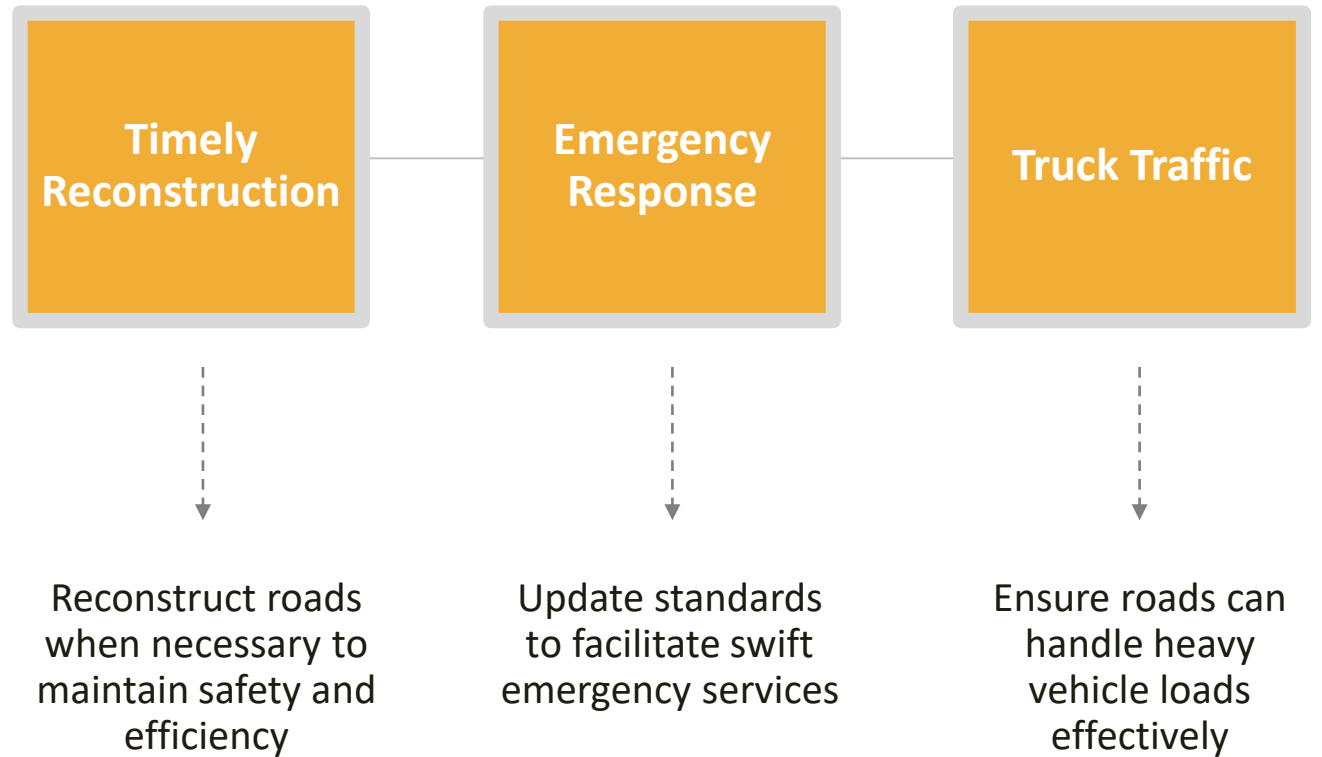 Timely
Reconstruction
Emergency
Response
Truck Traffic
Reconstruct roads
when necessary to
maintain safety and
efficiency
Update standards
to facilitate swift
emergency services
Ensure roads can
handle heavy
vehicle loads
effectively